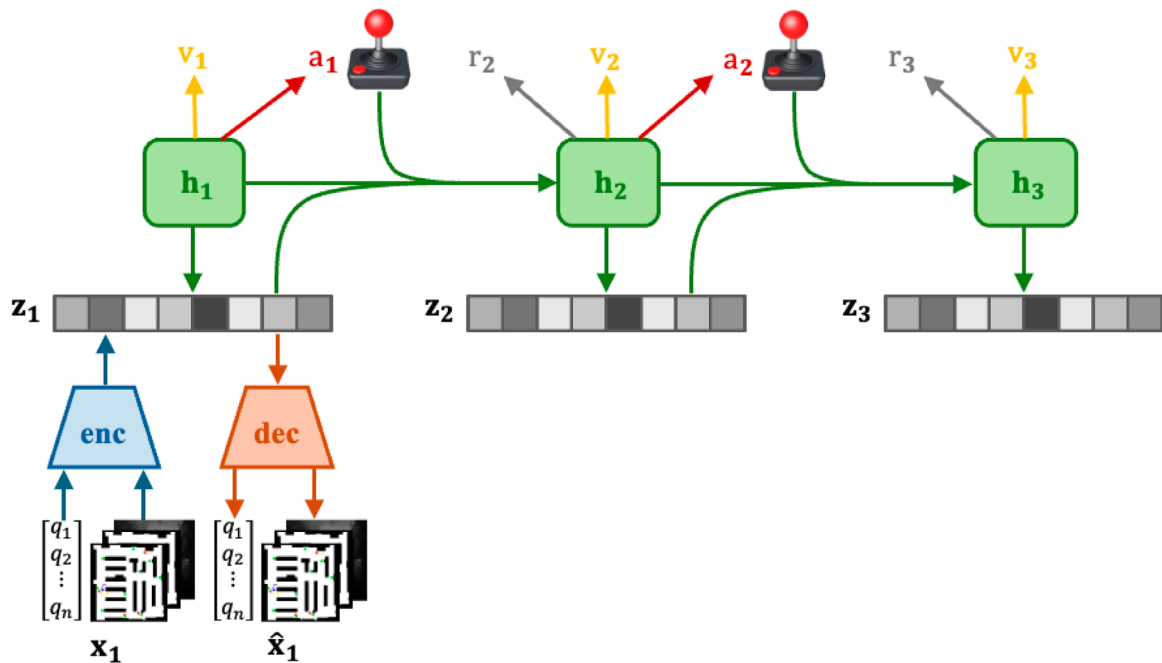 v₁ a₁ r₂ v₂ a₂ r₃ v₃
h₁ h₂ h₃
z₁ z₂ z₃
enc dec
[q₁ q₂ ⋮ qₙ] [q₁ q₂ ⋮ qₙ]
x₁ x̂₁